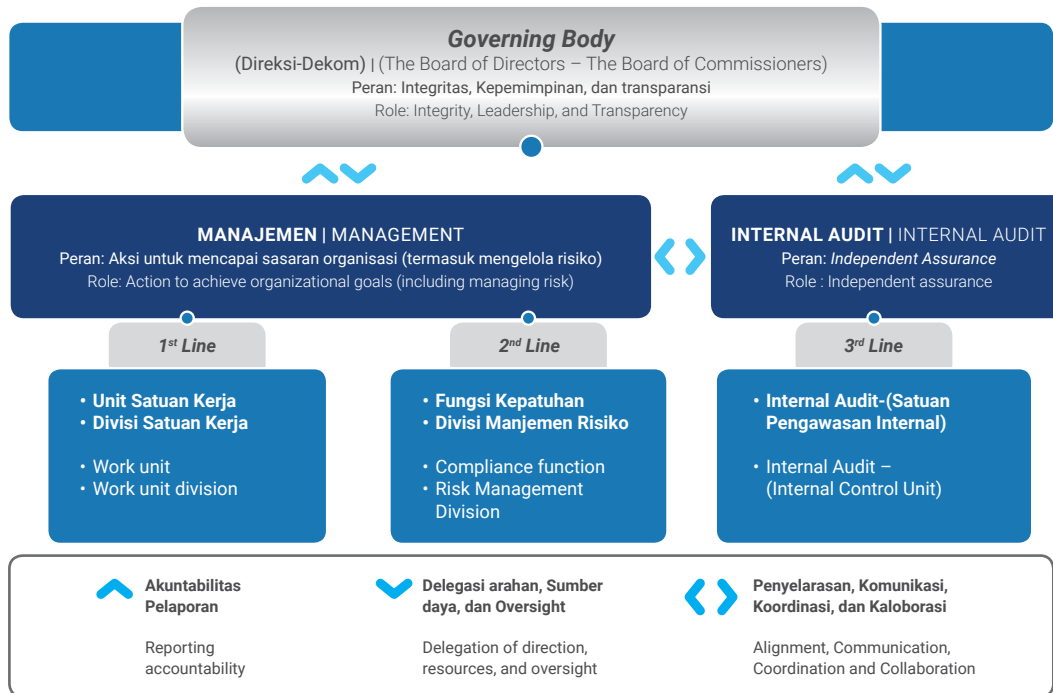 Governing Body
(Direksi-Dekom) | (The Board of Directors – The Board of Commissioners)
Peran: Integritas, Kepemimpinan, dan transparansi
Role: Integrity, Leadership, and Transparency
MANAJEMEN | MANAGEMENT
Peran: Aksi untuk mencapai sasaran organisasi (termasuk mengelola risiko)
Role: Action to achieve organizational goals (including managing risk)
INTERNAL AUDIT | INTERNAL AUDIT
Peran: Independent Assurance
Role : Independent assurance
1st Line
• Unit Satuan Kerja
• Divisi Satuan Kerja
• Work unit
• Work unit division
2nd Line
• Fungsi Kepatuhan
• Divisi Manjemen Risiko
• Compliance function
• Risk Management
Division
3rd Line
• Internal Audit-(Satuan
Pengawasan Internal)
• Internal Audit –
(Internal Control Unit)
Akuntabilitas
Pelaporan
Reporting
accountability
Delegasi arahan, Sumber
daya, dan Oversight
Delegation of direction,
resources, and oversight
Penyelarasan, Komunikasi,
Koordinasi, dan Kaloborasi
Alignment, Communication,
Coordination and Collaboration